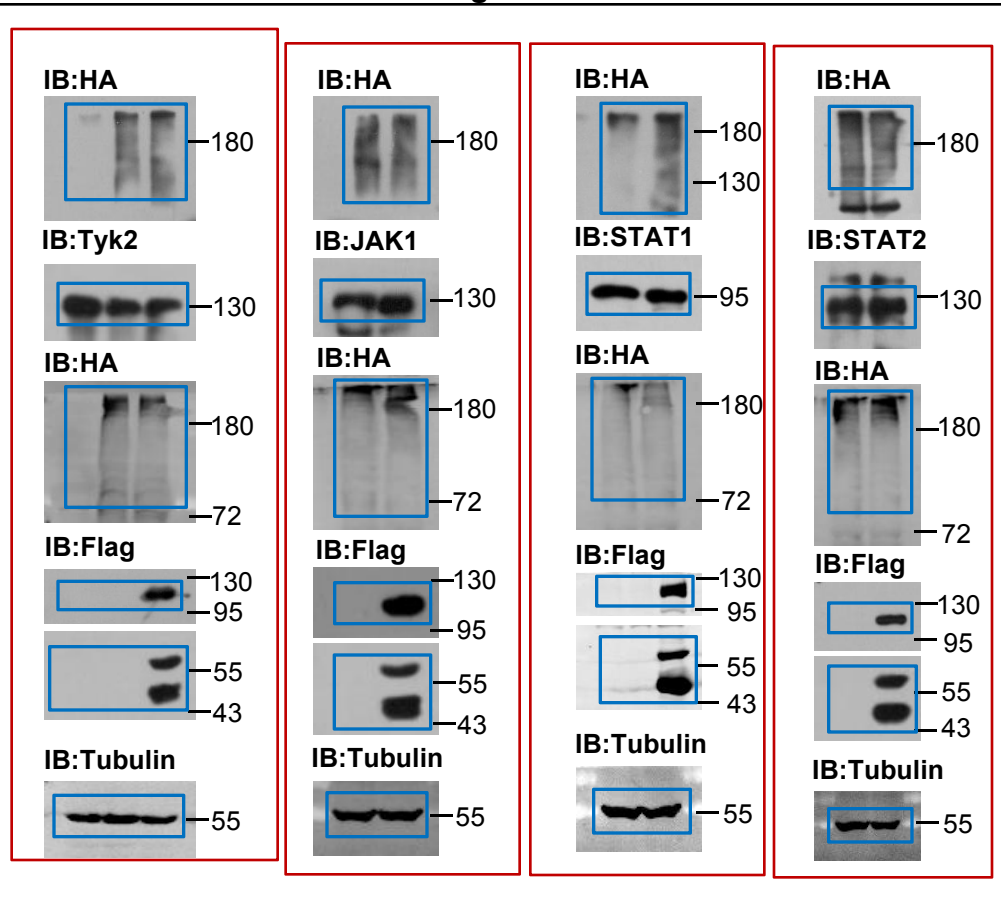 IB:HA
180
IB:Tyk2
130
IB:HA
180
72
IB:Flag
130
95
55
43
IB:Tubulin
55
IB:HA
180
IB:JAK1
130
IB:HA
180
72
IB:Flag
130
95
55
43
IB:Tubulin
55
IB:HA
180
130
IB:STAT1
95
IB:HA
180
72
IB:Flag
130
95
55
43
IB:Tubulin
55
IB:HA
180
IB:STAT2
130
IB:HA
180
72
IB:Flag
130
95
55
43
IB:Tubulin
55